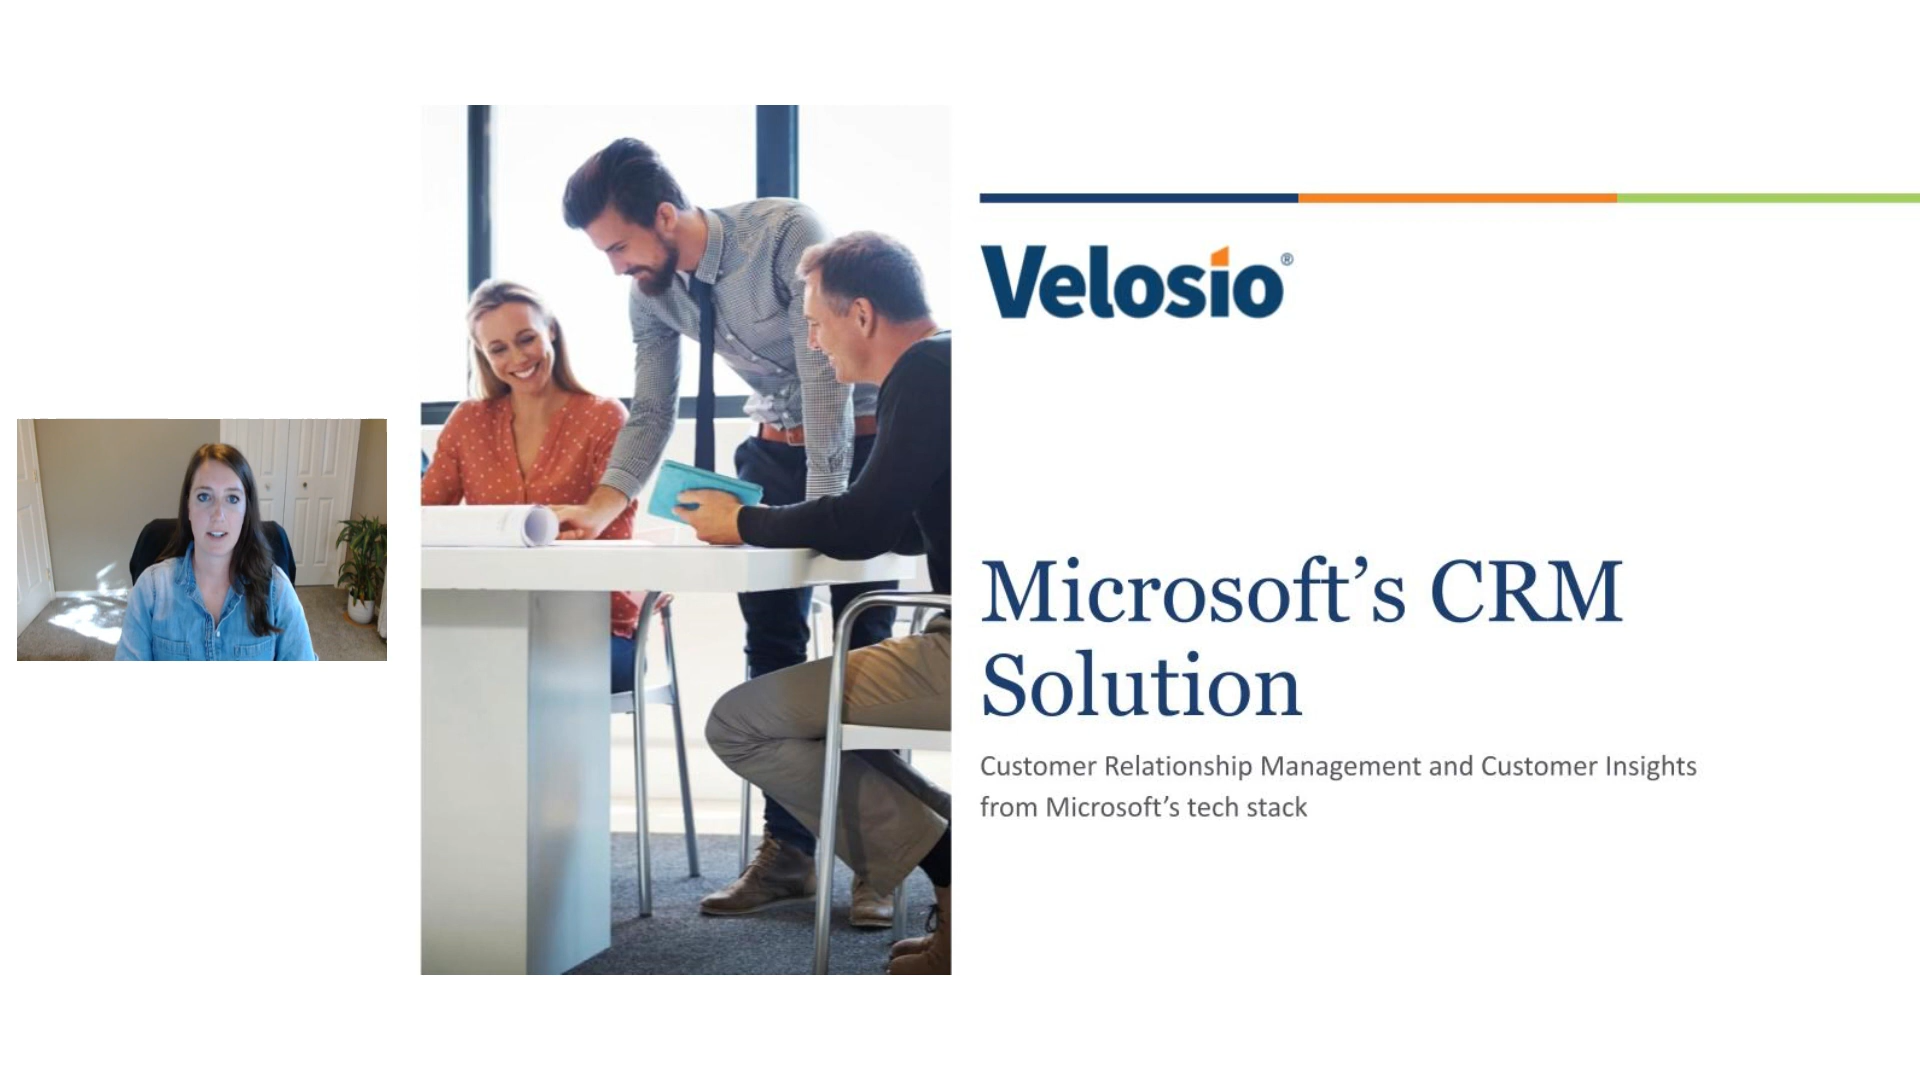 Velosio®
Microsoft’s CRM
Solution
Customer Relationship Management and Customer Insights
from Microsoft’s tech stack